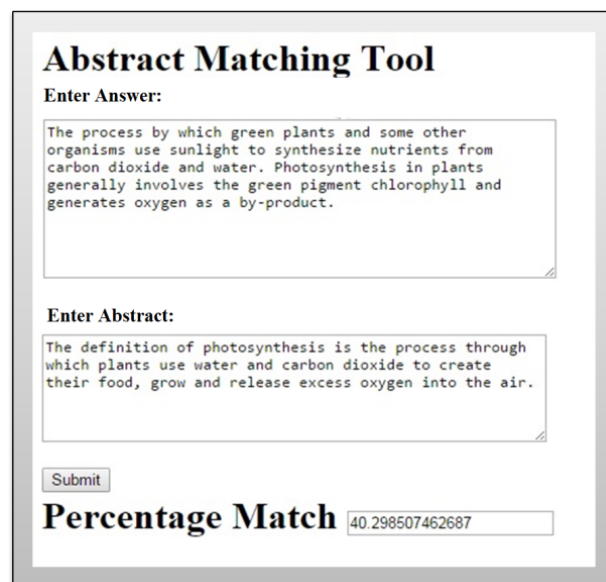 Abstract Matching Tool
Enter Answer:
The process by which green plants and some other
organisms use sunlight to synthesize nutrients from
carbon dioxide and water. Photosynthesis in plants
generally involves the green pigment chlorophyll and
generates oxygen as a by-product.
Enter Abstract:
The definition of photosynthesis is the process through
which plants use water and carbon dioxide to create
their food, grow and release excess oxygen into the air.
Submit
Percentage Match 40.298507462687